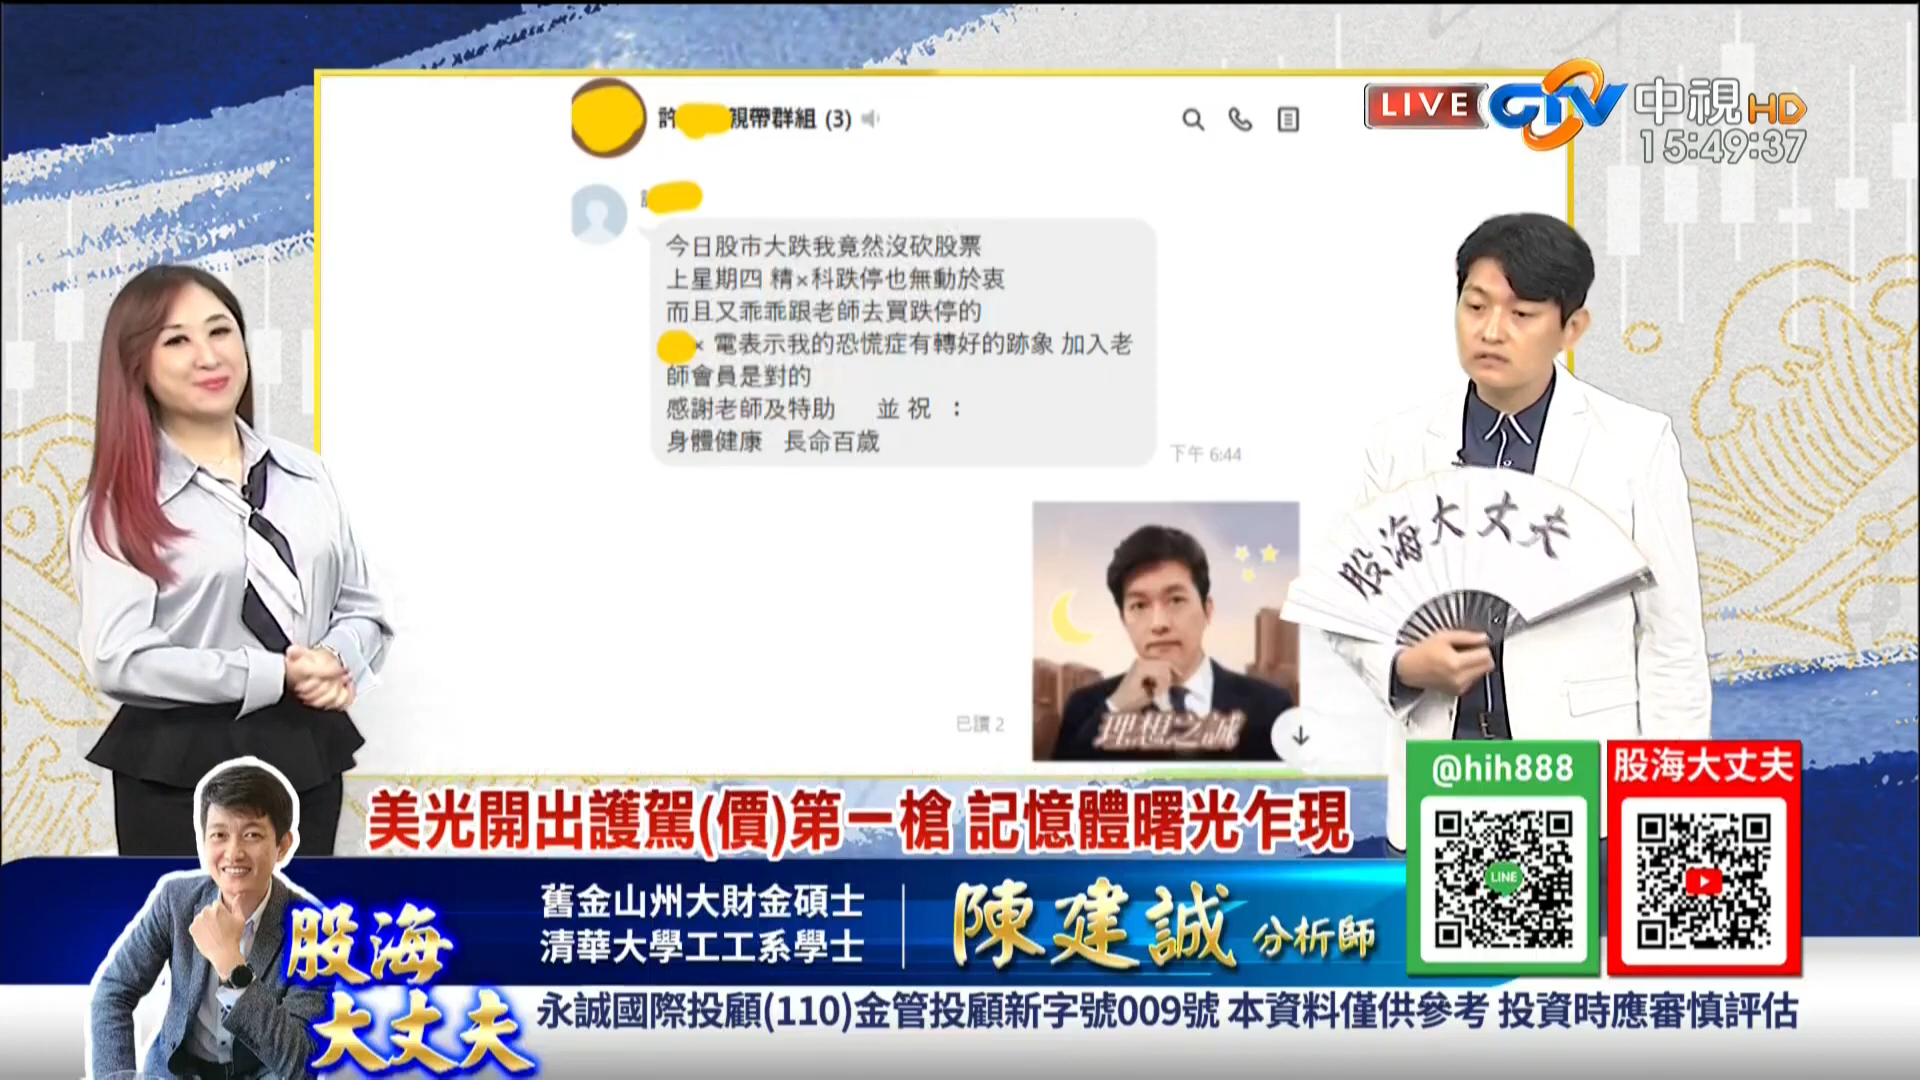 LIVE
CTV 中視HD
15:49:37
許 親帶群組 (3)
今日股市大跌我竟然沒砍股票
上星期四 精×科跌停也無動於衷
而且又乖乖跟老師去買跌停的
× 電表示我的恐慌症有轉好的跡象 加入老
師會員是對的
感謝老師及特助 並 祝 :
身體健康 長命百歲
下午 6:44
股海大丈夫
理想之誠
已讀 2
@hih888
LINE
股海大丈夫
美光開出護駕(價)第一槍 記憶體曙光乍現
舊金山州大財金碩士
清華大學工工系學士
陳建誠 分析師
股海
大丈夫
永誠國際投顧(110)金管投顧新字號009號 本資料僅供參考 投資時應審慎評估